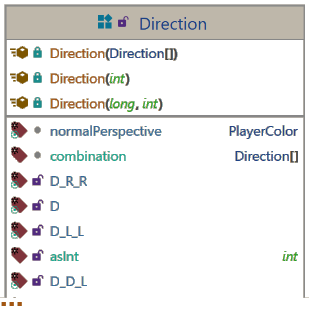 Direction
Direction(Direction[])
Direction(int)
Direction(long, int)
normalPerspective PlayerColor
combination Direction[]
D_R_R
D
D_L_L
asInt int
D_D_L
...